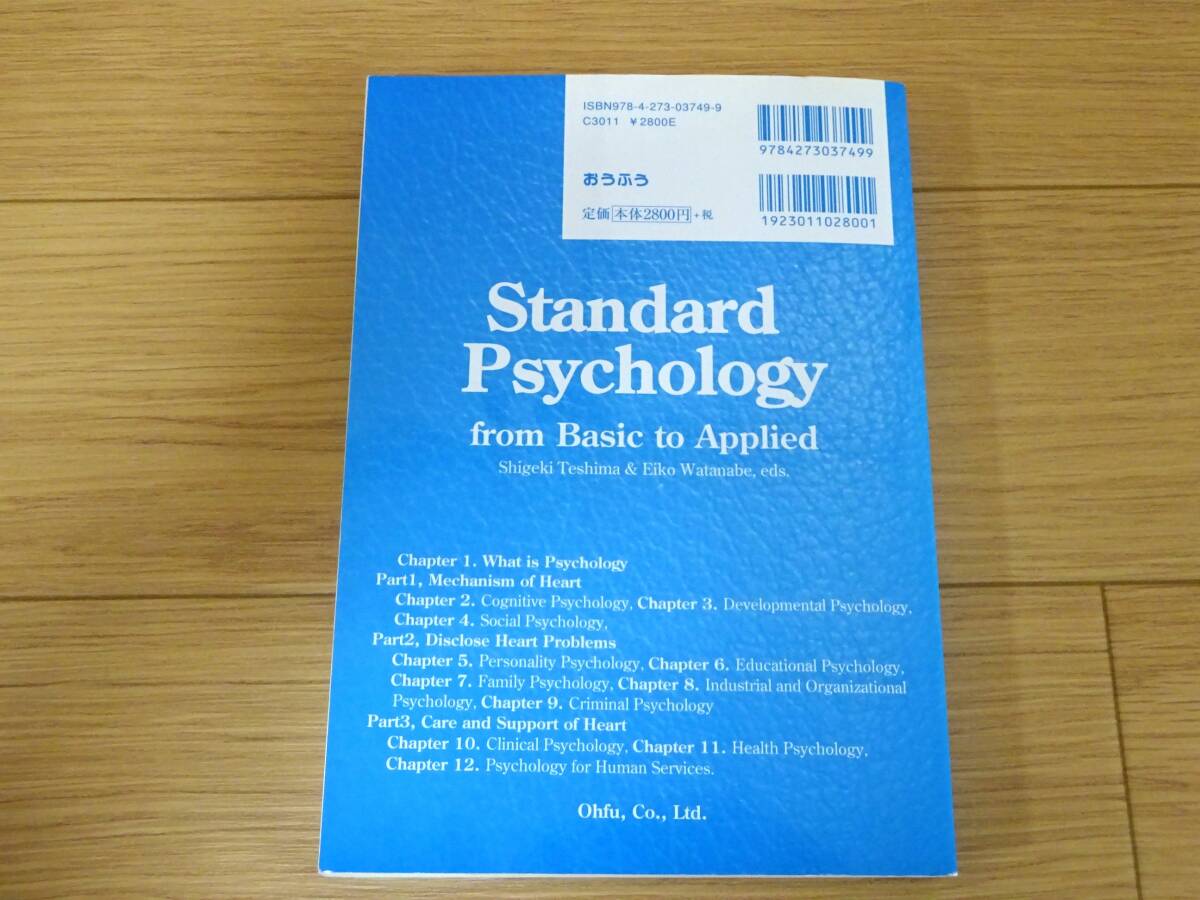 ISBN978-4-273-03749-9
C3011 ￥2800E
9784273037499
おうふう
定価 本体2800円 +税
1923011028001
Standard
Psychology
from Basic to Applied
Shigeki Teshima & Eiko Watanabe, eds.
Chapter 1. What is Psychology
Part1, Mechanism of Heart
Chapter 2. Cognitive Psychology, Chapter 3. Developmental Psychology,
Chapter 4. Social Psychology,
Part2, Disclose Heart Problems
Chapter 5. Personality Psychology, Chapter 6. Educational Psychology,
Chapter 7. Family Psychology, Chapter 8. Industrial and Organizational
Psychology, Chapter 9. Criminal Psychology
Part3, Care and Support of Heart
Chapter 10. Clinical Psychology, Chapter 11. Health Psychology,
Chapter 12. Psychology for Human Services.
Ohfu, Co., Ltd.